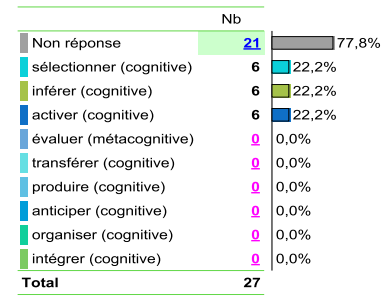 Nb
Non réponse 21 77,8%
sélectionner (cognitive) 6 22,2%
inférer (cognitive) 6 22,2%
activer (cognitive) 6 22,2%
évaluer (métacognitive) 0 0,0%
transférer (cognitive) 0 0,0%
produire (cognitive) 0 0,0%
anticiper (cognitive) 0 0,0%
organiser (cognitive) 0 0,0%
intégrer (cognitive) 0 0,0%
Total 27